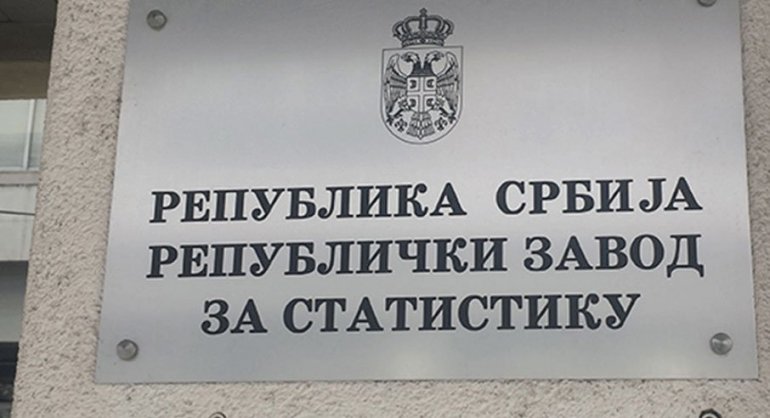 РЕПУБЛИКА СРБИЈА
РЕПУБЛИЧКИ ЗАВОД
ЗА СТАТИСТИКУ